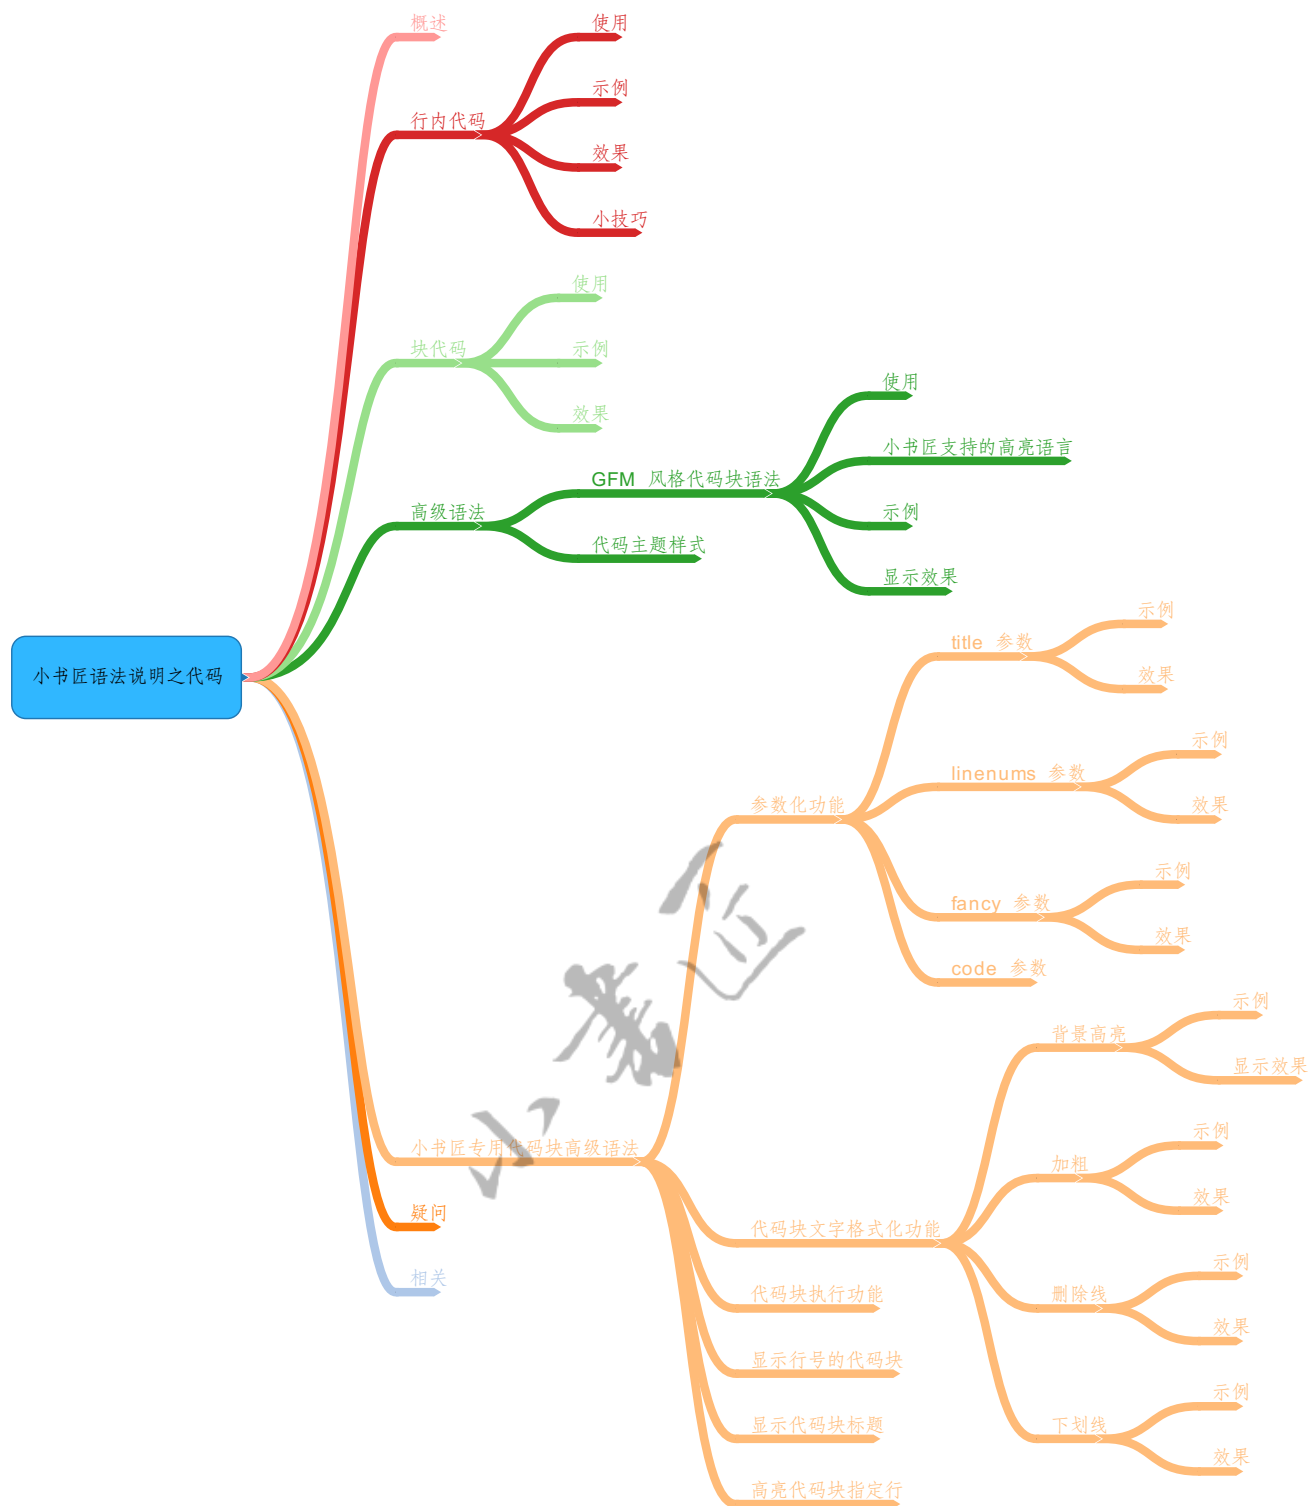 小书匠语法说明之代码
概述
行内代码
使用
示例
效果
小技巧
块代码
使用
示例
效果
高级语法
GFM 风格代码块语法
使用
小书匠支持的高亮语言
示例
显示效果
代码主题样式
小书匠专用代码块高级语法
参数化功能
title 参数
示例
效果
linenums 参数
示例
效果
fancy 参数
示例
效果
code 参数
代码块文字格式化功能
背景高亮
示例
显示效果
加粗
示例
效果
删除线
示例
效果
下划线
示例
效果
代码块执行功能
显示行号的代码块
显示代码块标题
高亮代码块指定行
疑问
相关
小書匠